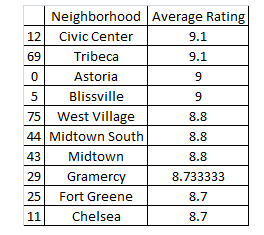 Neighborhood Average Rating
12 Civic Center 9.1
69 Tribeca 9.1
0 Astoria 9
5 Blissville 9
75 West Village 8.8
44 Midtown South 8.8
43 Midtown 8.8
29 Gramercy 8.733333
25 Fort Greene 8.7
11 Chelsea 8.7